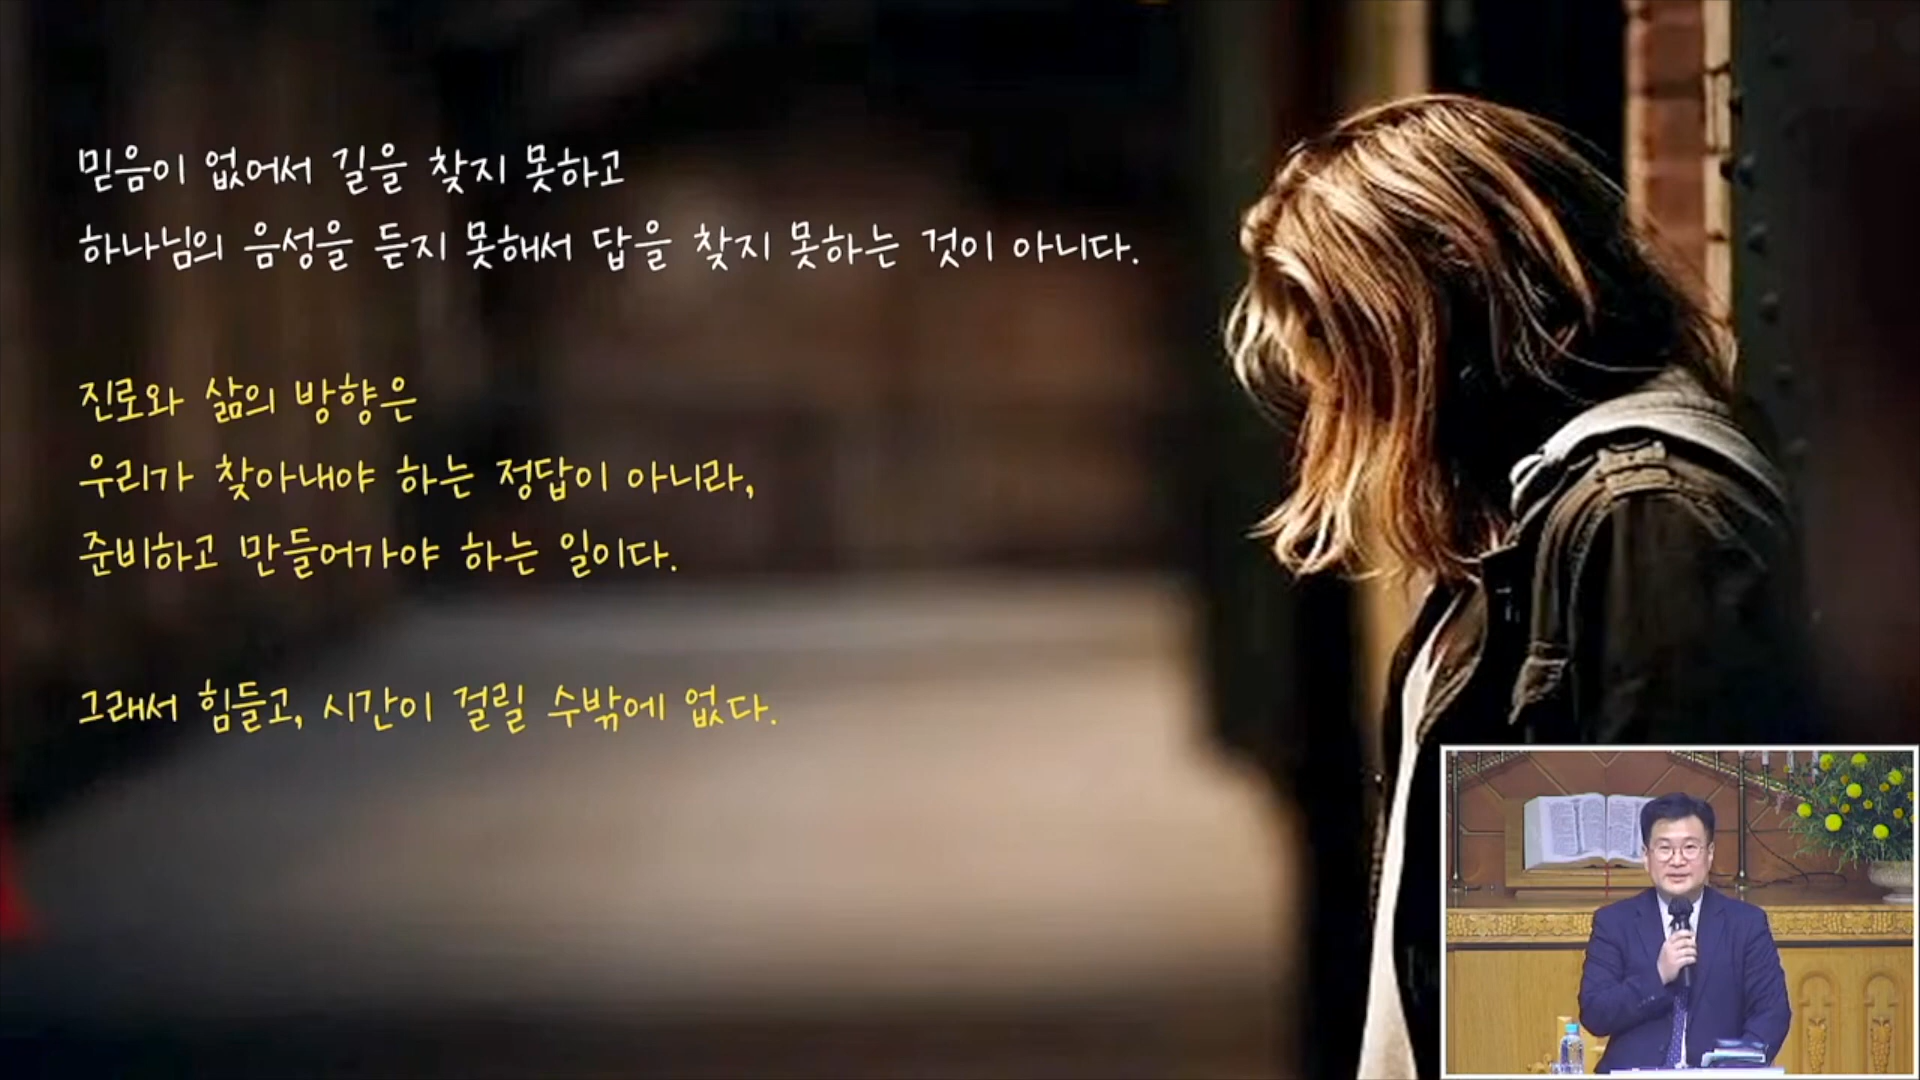 믿음이 없어서 길을 찾지 못하고
하나님의 음성을 듣지 못해서 답을 찾지 못하는 것이 아니다.
진로와 삶의 방향은
우리가 찾아내야 하는 정답이 아니라,
준비하고 만들어가야 하는 일이다.
그래서 힘들고, 시간이 걸릴 수밖에 없다.